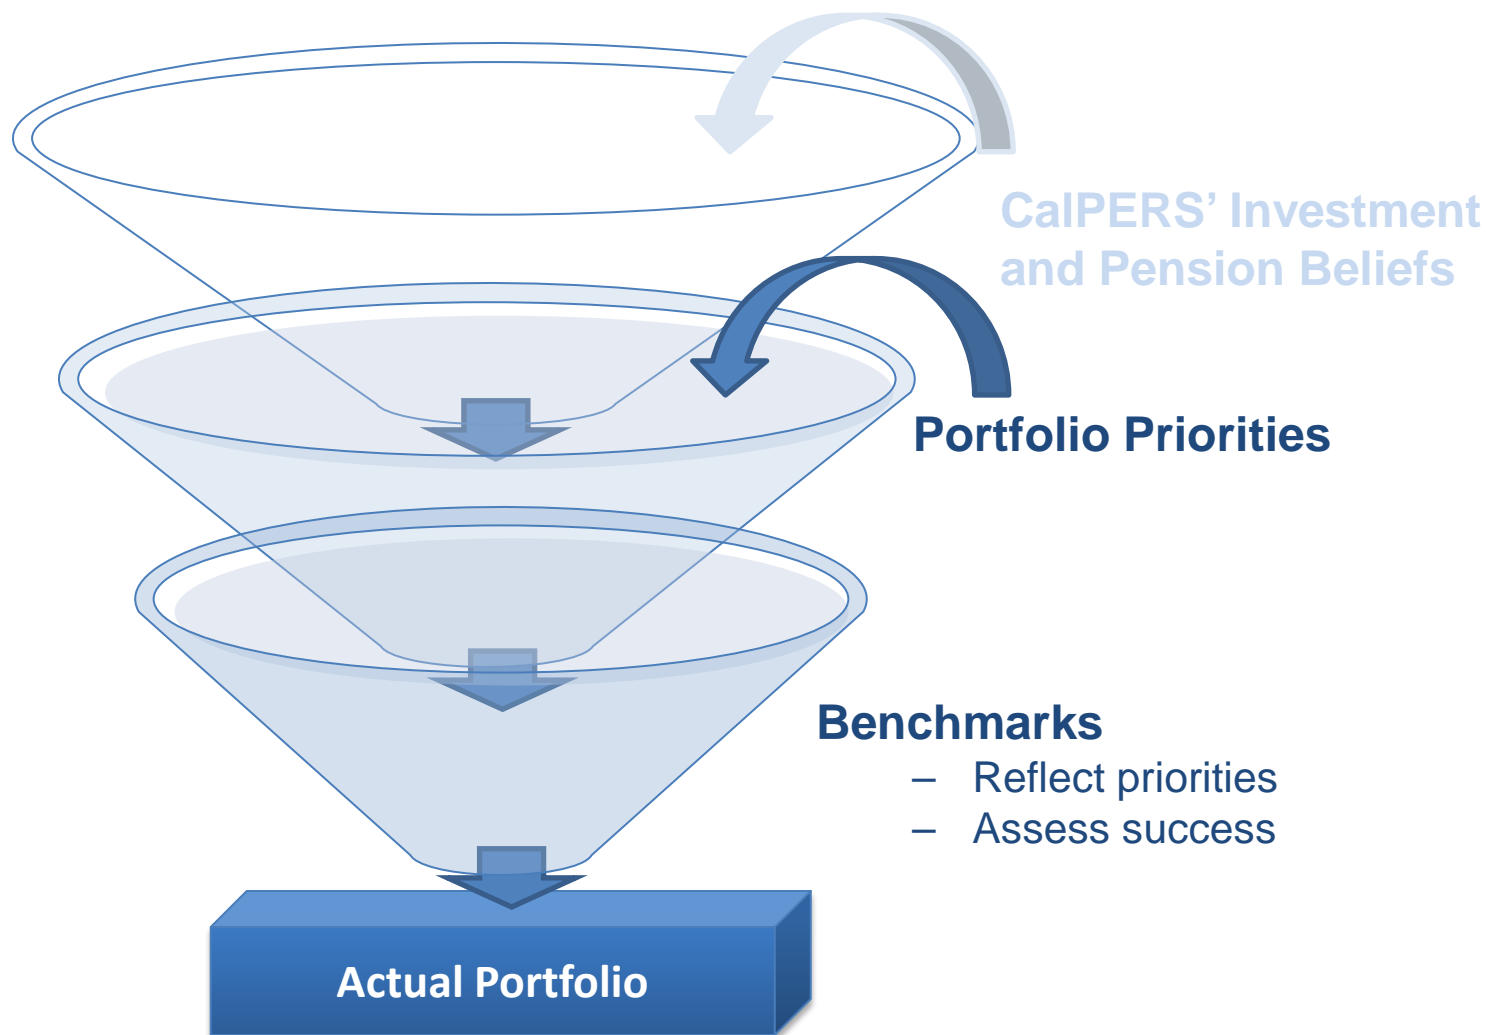 CalPERS’ Investment
and Pension Beliefs
Portfolio Priorities
Benchmarks
– Reflect priorities
– Assess success
Actual Portfolio